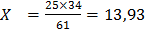 X = 25×34/61 = 13,93